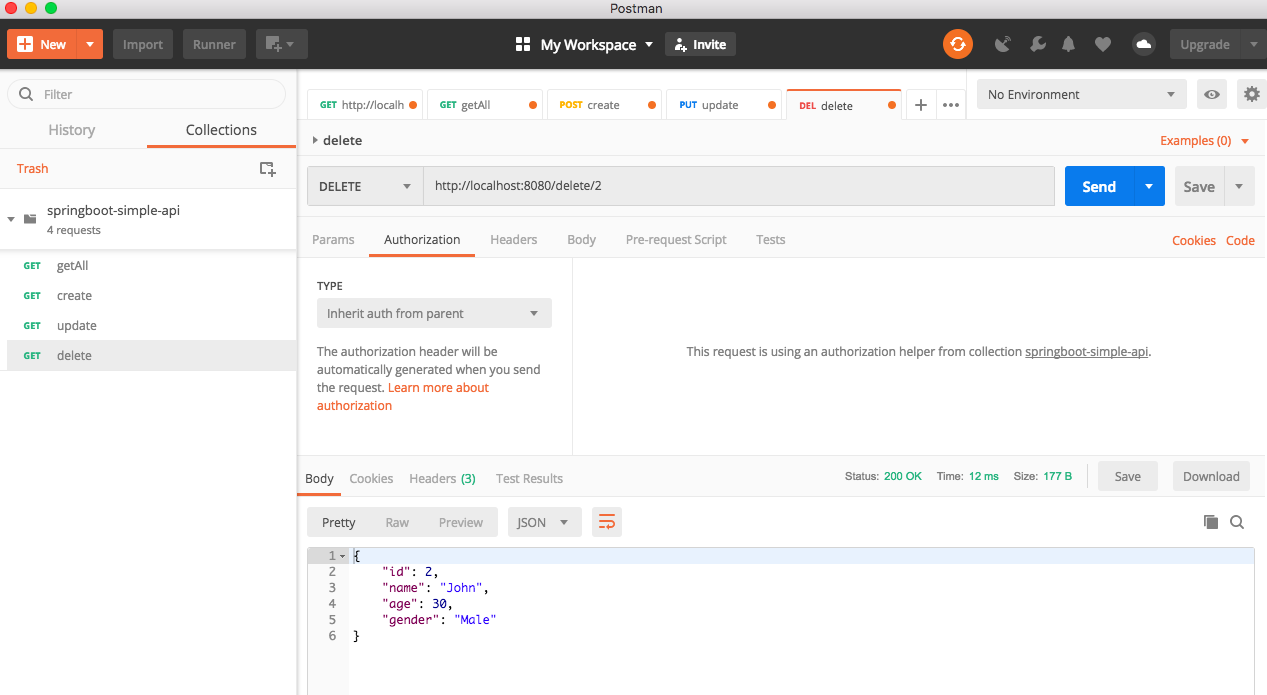 Postman
New
Import
Runner
My Workspace
Invite
Upgrade
Filter
History
Collections
Trash
springboot-simple-api
4 requests
GET getAll
GET create
GET update
GET delete
GET http://localh
GET getAll
POST create
PUT update
DEL delete
No Environment
delete
Examples (0)
DELETE
http://localhost:8080/delete/2
Send
Save
Params
Authorization
Headers
Body
Pre-request Script
Tests
Cookies
Code
TYPE
Inherit auth from parent
The authorization header will be
automatically generated when you send
the request. Learn more about
authorization
This request is using an authorization helper from collection springboot-simple-api.
Body
Cookies
Headers (3)
Test Results
Status: 200 OK
Time: 12 ms
Size: 177 B
Save
Download
Pretty
Raw
Preview
JSON
1 {
2 "id": 2,
3 "name": "John",
4 "age": 30,
5 "gender": "Male"
6 }